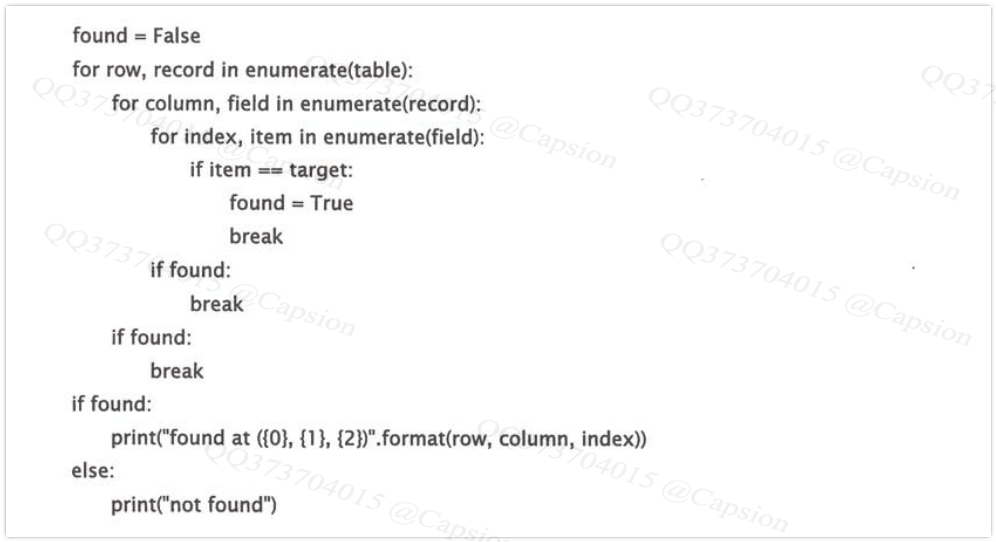 found = False
for row, record in enumerate(table):
    for column, field in enumerate(record):
        for index, item in enumerate(field):
            if item == target:
                found = True
                break
        if found:
            break
    if found:
        break
if found:
    print("found at ({0}, {1}, {2})".format(row, column, index))
else:
    print("not found")
QQ373704015 @Capsion
QQ373704015 @Capsion
QQ373704015 @Capsion
QQ37
QQ373704015 @Capsion
QQ373704015 @Capsion
QQ373704015 @Capsion
QQ373704015 @Capsion